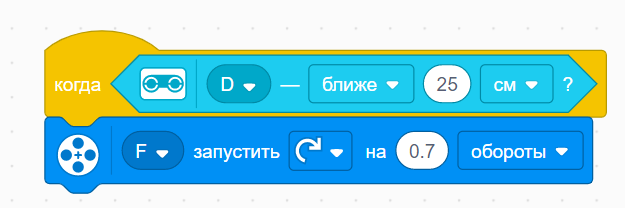 когда D — ближе 25 см ?
F запустить на 0.7 обороты